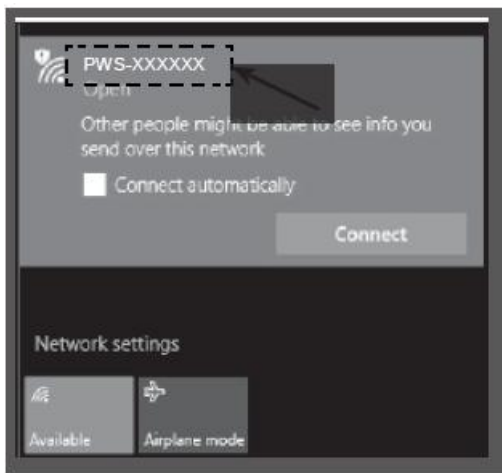 PWS-XXXXXX
Open
Other people might be able to see info you
send over this network
Connect automatically
Connect
Network settings
Available
Airplane mode